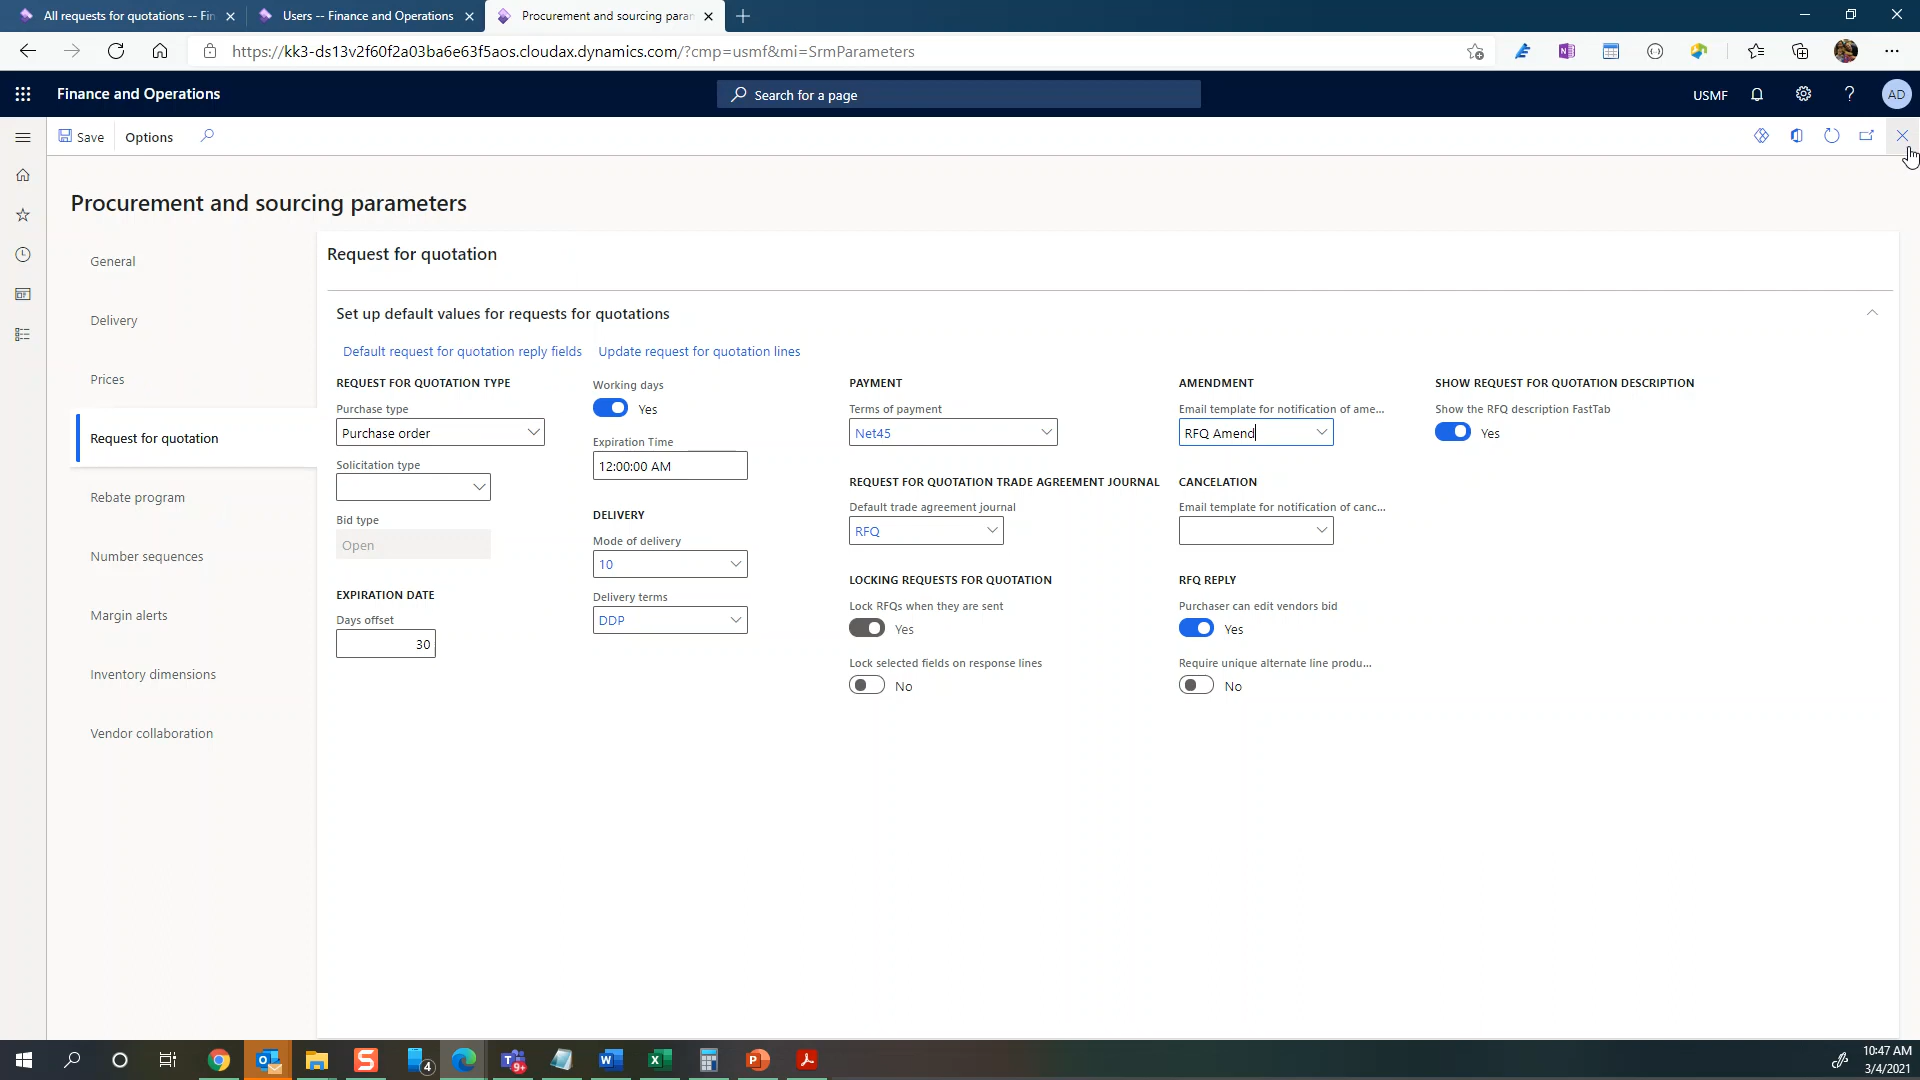 All requests for quotations -- Fin
Users -- Finance and Operations
Procurement and sourcing paran
https://kk3-ds13v2f60f2a03ba6e63f5aos.cloudax.dynamics.com/?cmp=usmf&mi=SrmParameters
Finance and Operations
Search for a page
USMF
AD
Save
Options
Procurement and sourcing parameters
General
Delivery
Prices
Request for quotation
Rebate program
Number sequences
Margin alerts
Inventory dimensions
Vendor collaboration
Request for quotation
Set up default values for requests for quotations
Default request for quotation reply fields
Update request for quotation lines
REQUEST FOR QUOTATION TYPE
Purchase type
Purchase order
Solicitation type
Bid type
Open
EXPIRATION DATE
Days offset
30
Working days
Yes
Expiration Time
12:00:00 AM
DELIVERY
Mode of delivery
10
Delivery terms
DDP
PAYMENT
Terms of payment
Net45
REQUEST FOR QUOTATION TRADE AGREEMENT JOURNAL
Default trade agreement journal
RFQ
LOCKING REQUESTS FOR QUOTATION
Lock RFQs when they are sent
Yes
Lock selected fields on response lines
No
AMENDMENT
Email template for notification of ame...
RFQ Amend
CANCELATION
Email template for notification of canc...
RFQ REPLY
Purchaser can edit vendors bid
Yes
Require unique alternate line produ...
No
SHOW REQUEST FOR QUOTATION DESCRIPTION
Show the RFQ description FastTab
Yes
4
9+
10:47 AM
3/4/2021